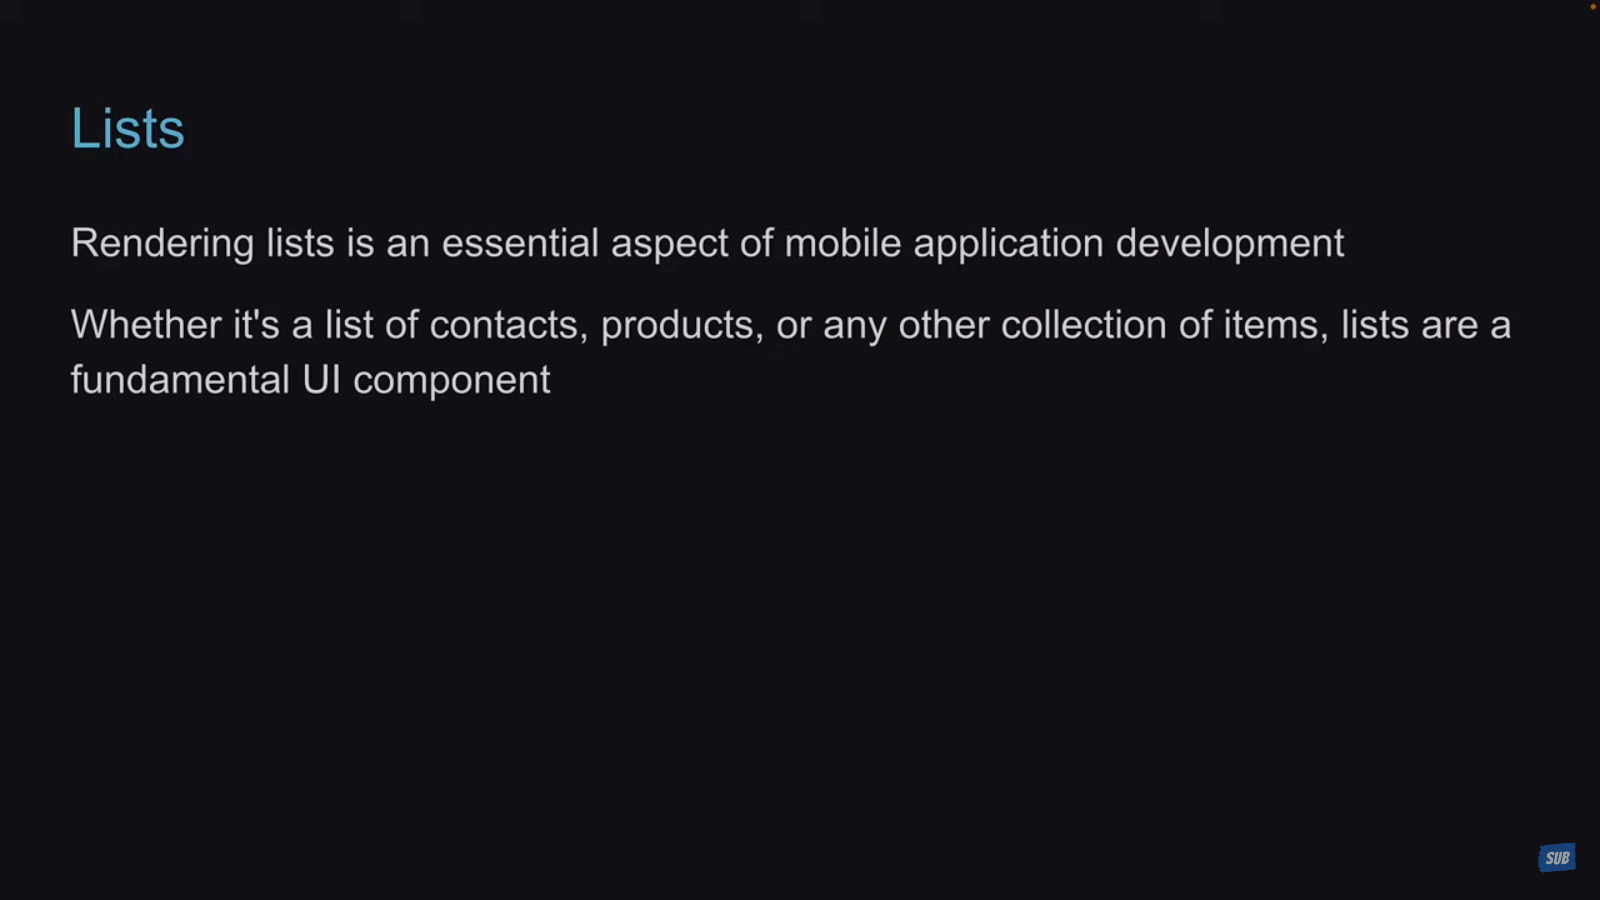 Lists
Rendering lists is an essential aspect of mobile application development
Whether it's a list of contacts, products, or any other collection of items, lists are a
fundamental UI component
SUB